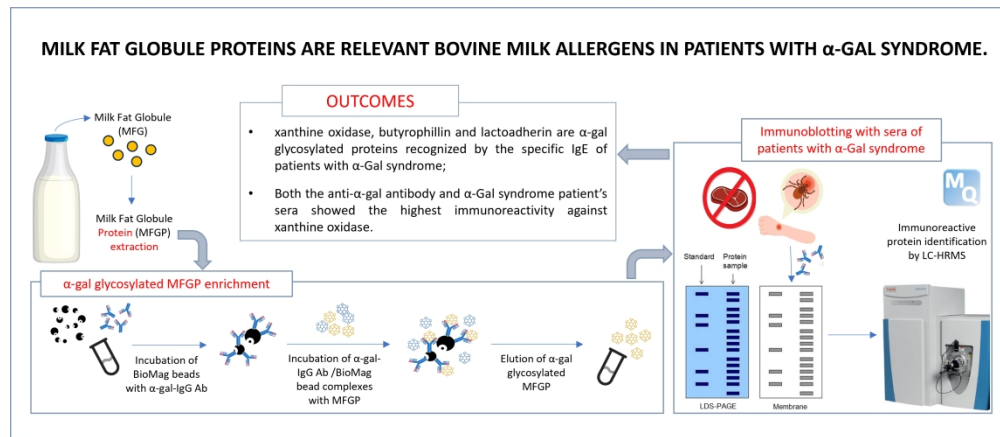 MILK FAT GLOBULE PROTEINS ARE RELEVANT BOVINE MILK ALLERGENS IN PATIENTS WITH α-GAL SYNDROME.
Milk Fat Globule
(MFG)
Milk Fat Globule
Protein (MFGP)
extraction
OUTCOMES
• xanthine oxidase, butyrophillin and lactoadherin are α-gal
glycosylated proteins recognized by the specific IgE of
patients with α-Gal syndrome;
• Both the anti-α-gal antibody and α-Gal syndrome patient's
sera showed the highest immunoreactivity against
xanthine oxidase.
α-gal glycosylated MFGP enrichment
Incubation of
BioMag beads
with α-gal-IgG Ab
Incubation of α-gal-
IgG Ab /BioMag
bead complexes
with MFGP
Elution of α-gal
glycosylated
MFGP
Immunoblotting with sera of
patients with α-Gal syndrome
MQ
Immunoreactive
protein identification
by LC-HRMS
Standard
Protein
sample
LDS-PAGE
Membrane